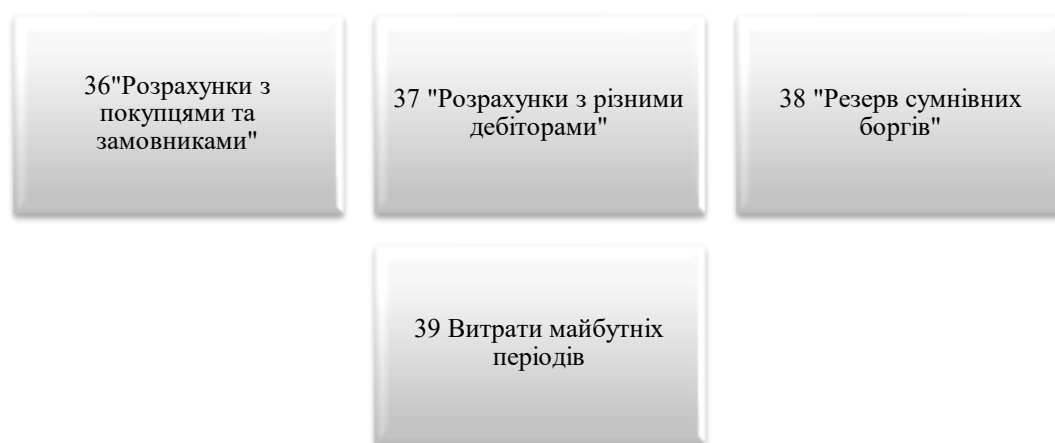 36"Розрахунки з
покупцями та
замовниками"
37 "Розрахунки з різними
дебіторами"
38 "Резерв сумнівних
боргів"
39 Витрати майбутніх
періодів